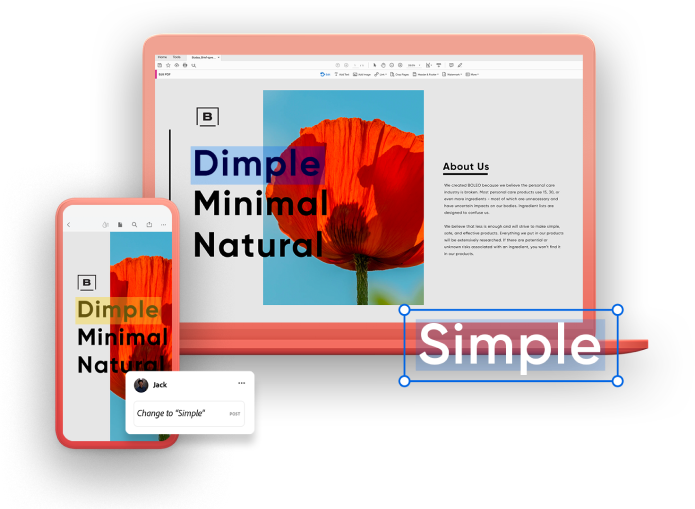 Home Tools
Edit PDF
Edit Add Text Add Image Link Crop Pages Header & Footer Watermark More
B
Dimple
Minimal
Natural
About Us
We created BOLEO because we believe the personal care
industry is broken. Most personal care products use 15, 30, or
even more ingredients – most of which are unnecessary and
have uncertain impacts on our bodies. Ingredient lists are
designed to confuse us.
We believe that less is enough and will strive to make simple,
safe, and effective products. Everything we put in our products
will be extensively researched. If there are potential or
unknown risks associated with an ingredient, you won't find it
in our products.
Simple
B
Dimple
Minimal
Natural
Jack
Change to "Simple"
POST